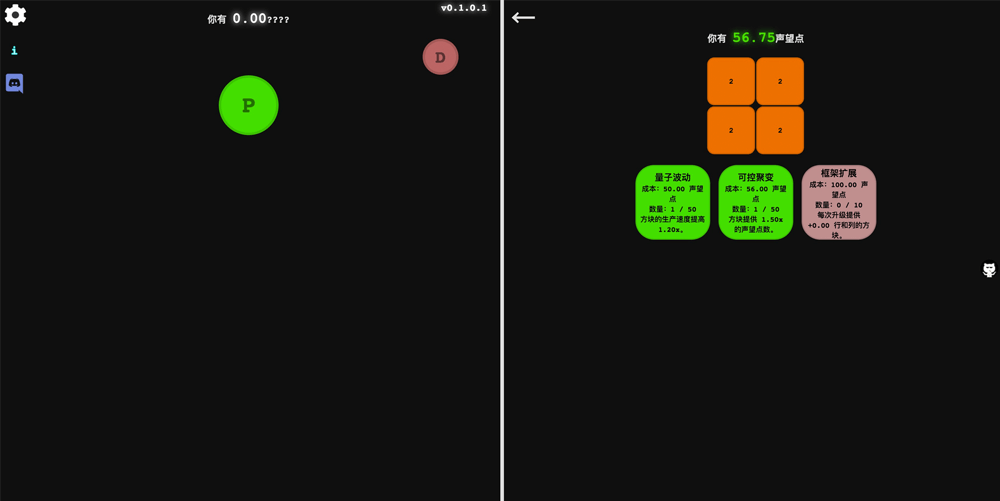 v0.1.0.1
你有 0.00????
i
D
P
你有 56.75声望点
2
2
2
2
量子波动
成本: 50.00 声望
点
数量: 1 / 50
方块的生产速度提高
1.20x。
可控聚变
成本: 56.00 声望
点
数量: 1 / 50
方块提供 1.50x
的声望点数。
框架扩展
成本: 100.00 声
望点
数量: 0 / 10
每次升级提供
+0.00 行和列的方
块。